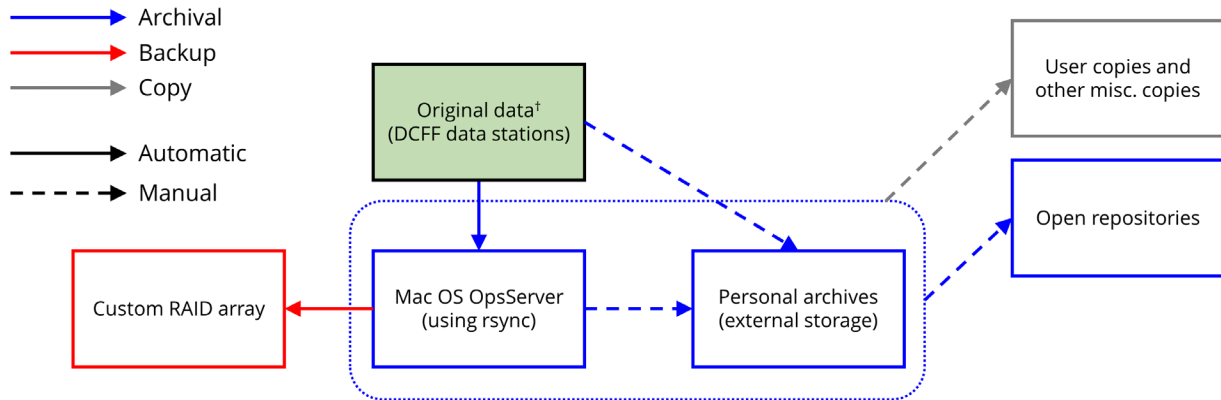 Archival
Backup
Copy
Automatic
Manual
Original data†
(DCFF data stations)
User copies and
other misc. copies
Open repositories
Custom RAID array
Mac OS OpsServer
(using rsync)
Personal archives
(external storage)